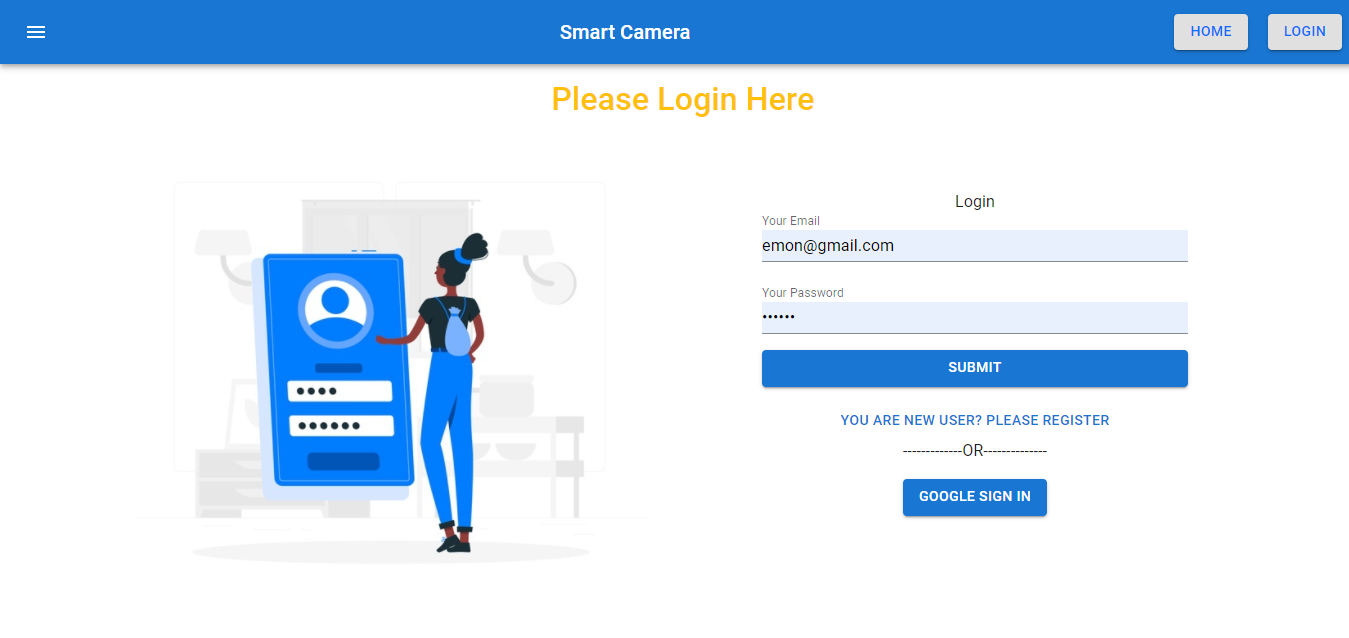 Smart Camera
HOME
LOGIN
Please Login Here
Login
Your Email
emon@gmail.com
Your Password
••••••
SUBMIT
YOU ARE NEW USER? PLEASE REGISTER
-------------OR--------------
GOOGLE SIGN IN